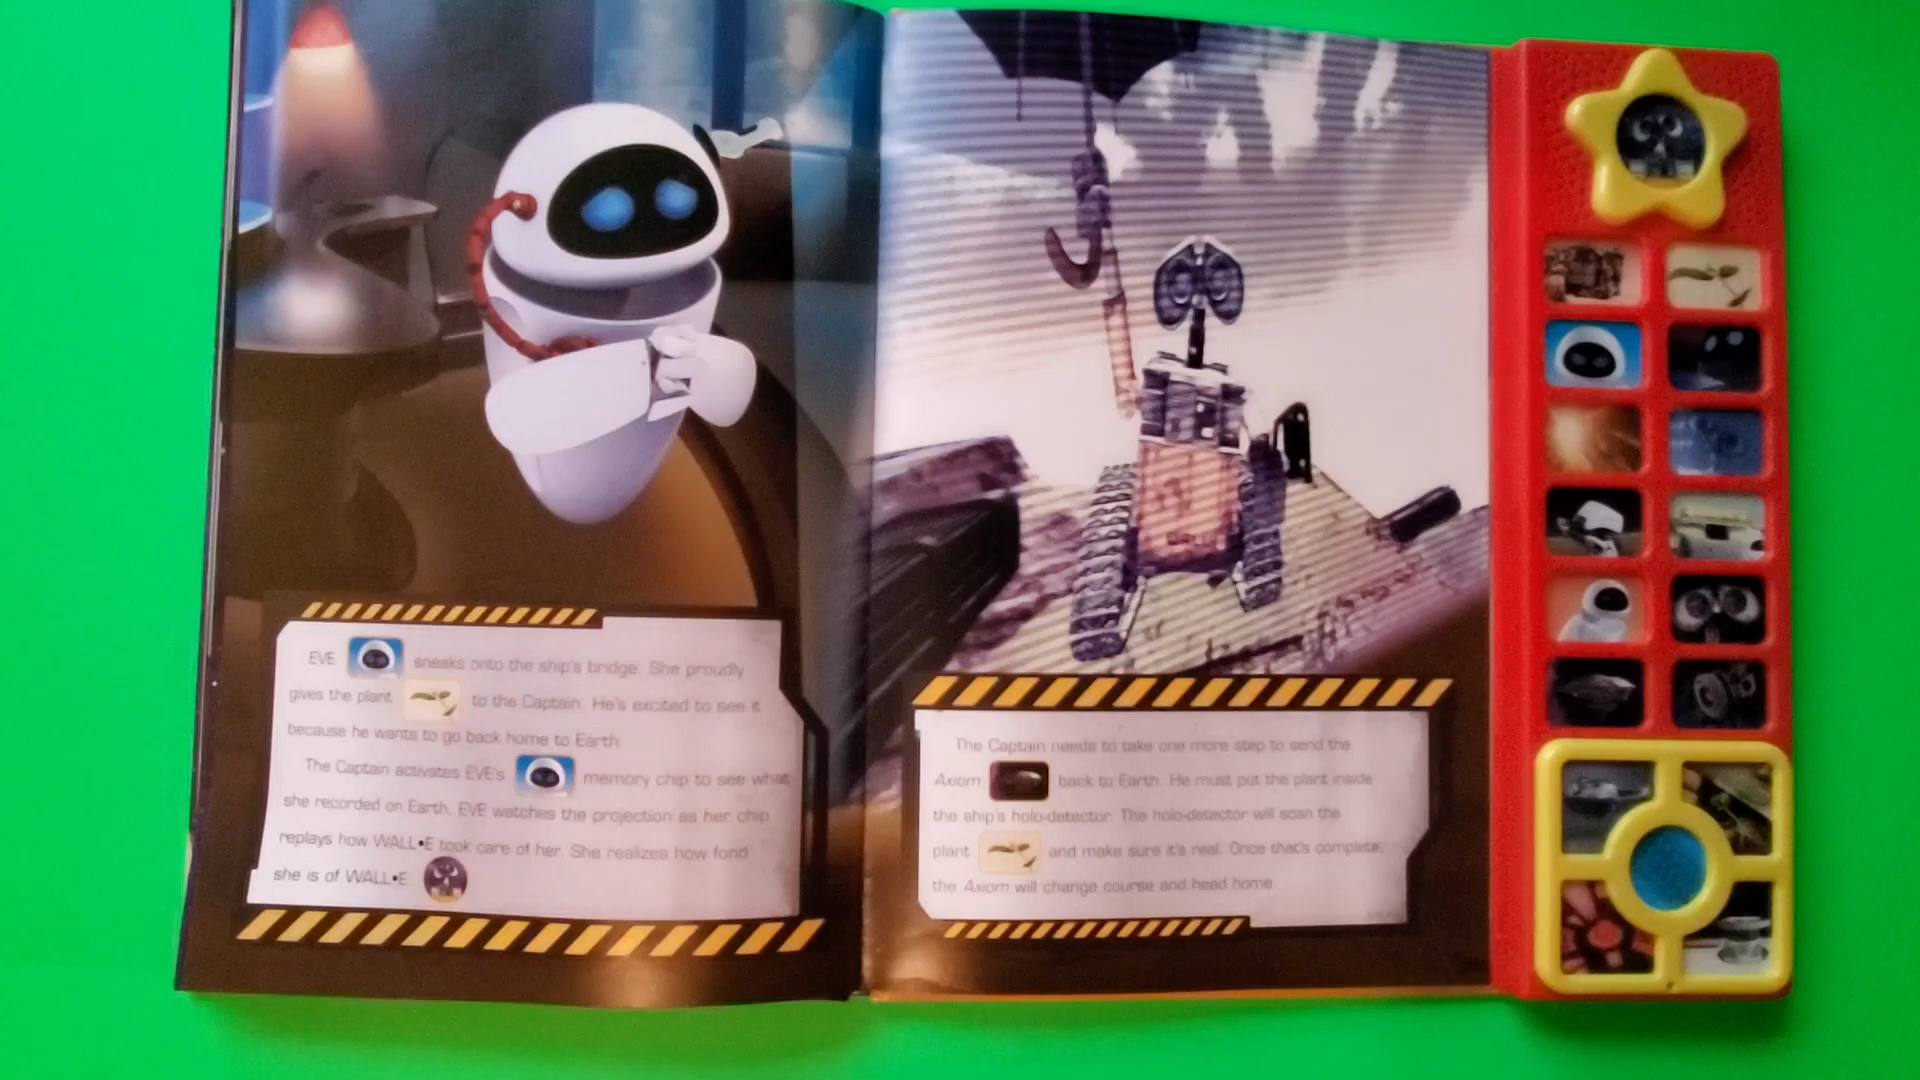 EVE sneaks onto the ship's bridge. She proudly
gives the plant to the Captain. He's excited to see it
because he wants to go back home to Earth.
The Captain activates EVE's memory chip to see what
she recorded on Earth. EVE watches the projection as her chip
replays how WALL•E took care of her. She realizes how fond
she is of WALL•E.
The Captain needs to take one more step to send the
Axiom back to Earth. He must put the plant inside
the ship's holo-detector. The holo-detector will scan the
plant and make sure it's real. Once that's complete,
the Axiom will change course and head home.